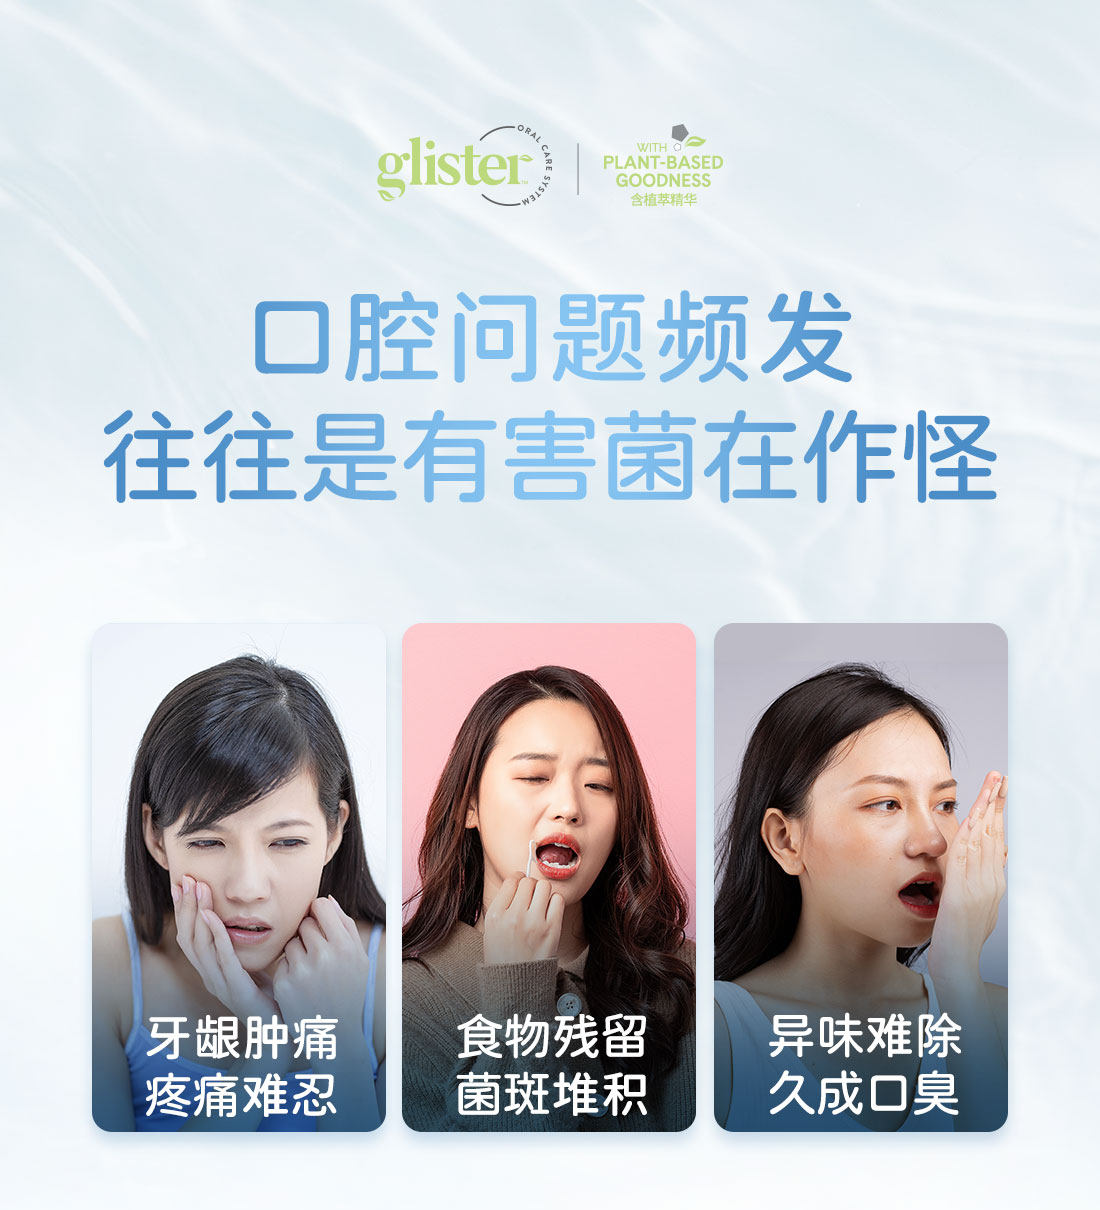 glister™
ORAL CARE SYSTEM
WITH
PLANT-BASED
GOODNESS
含植萃精华
口腔问题频发
往往是有害菌在作怪
牙龈肿痛
疼痛难忍
食物残留
菌斑堆积
异味难除
久成口臭